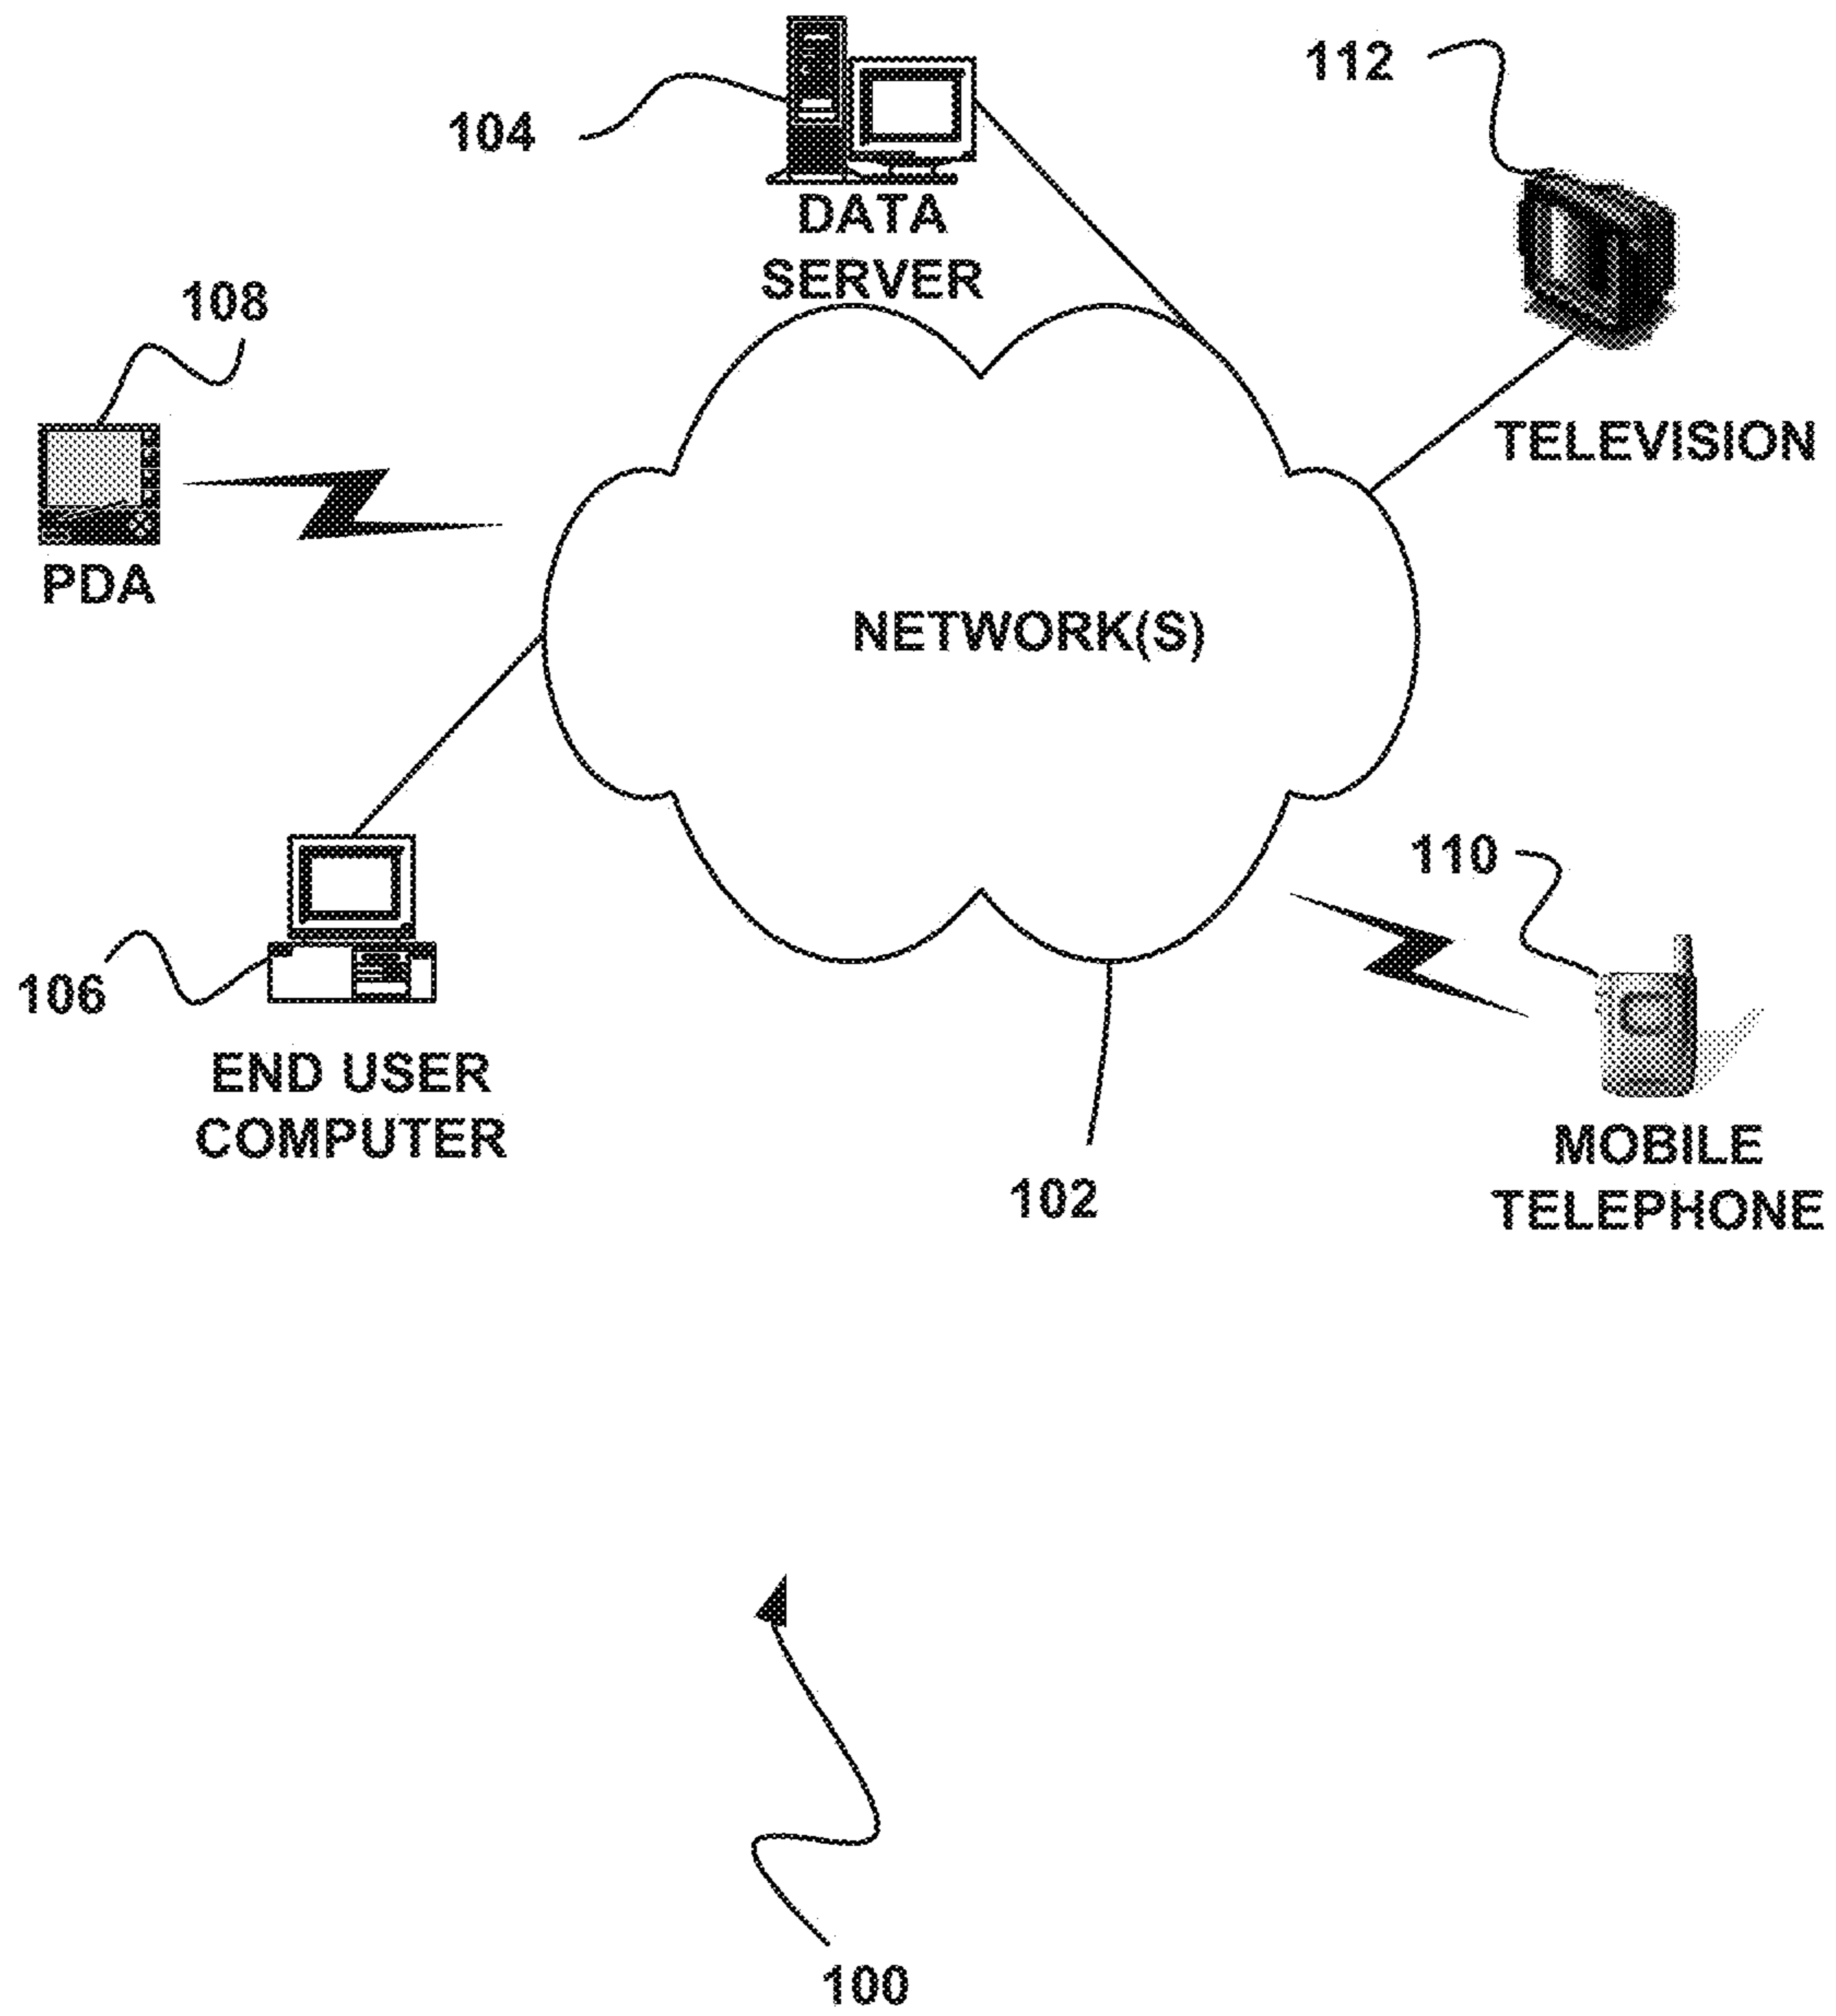 104
DATA
SERVER
112
TELEVISION
108
PDA
NETWORK(S)
106
END USER
COMPUTER
110
MOBILE
TELEPHONE
102
100